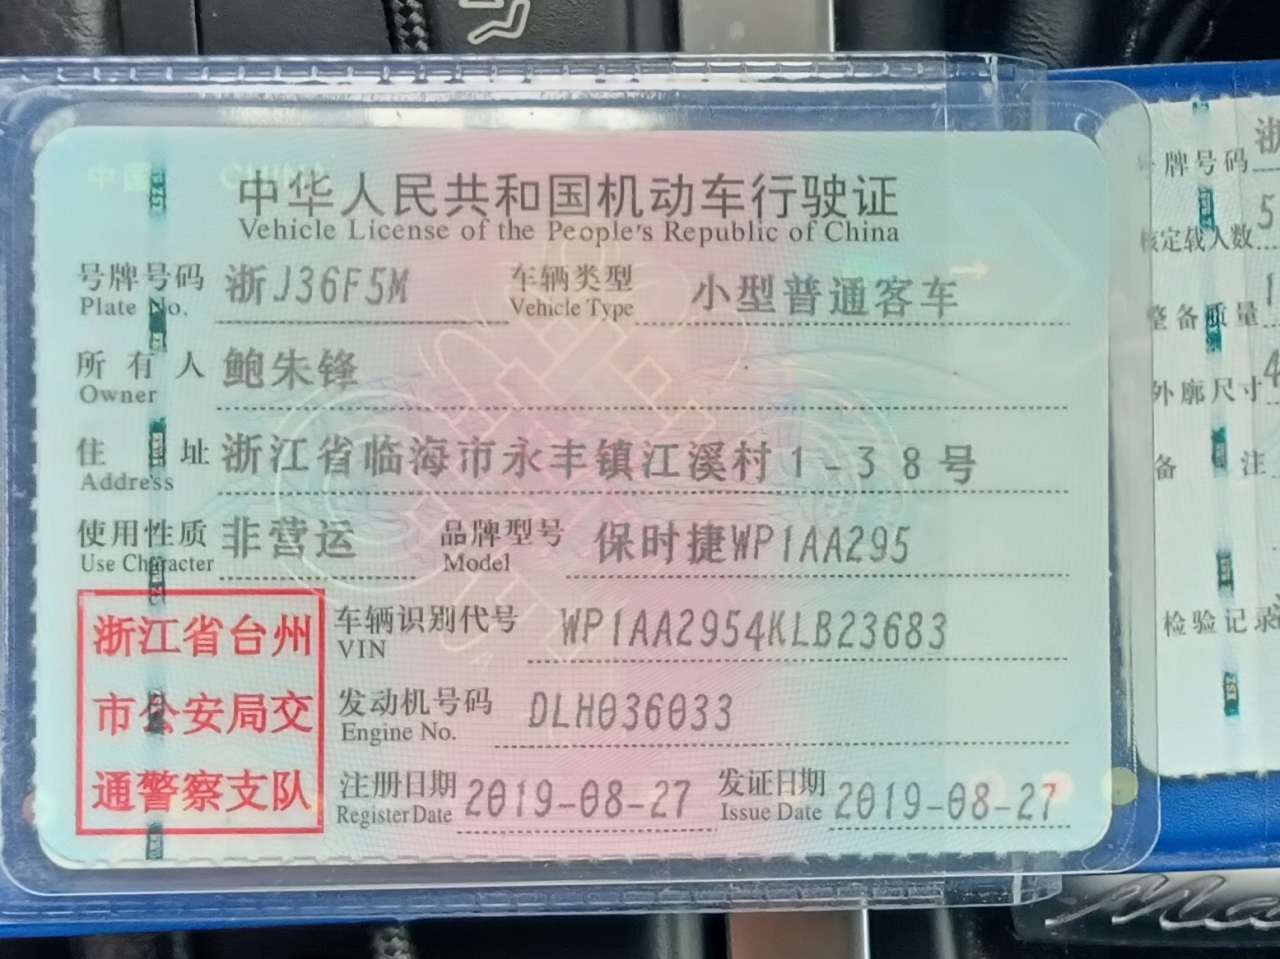 中华人民共和国机动车行驶证
Vehicle License of the People's Republic of China
号牌号码 浙J36F5M 车辆类型 小型普通客车
Plate No. Vehicle Type
所有人 鲍朱锋
Owner
住址 浙江省临海市永丰镇江溪村1-38号
Address
使用性质 非营运 品牌型号 保时捷WP1AA295
Use Character Model
浙江省台州
市公安局交
通警察支队
车辆识别代号 WP1AA2954KLB23683
VIN
发动机号码 DLH036033
Engine No.
注册日期 2019-08-27 发证日期 2019-08-27
Register Date Issue Date
号牌号码 浙
核定载人数 5
整备质量 1
外廓尺寸 4
备注
检验记录